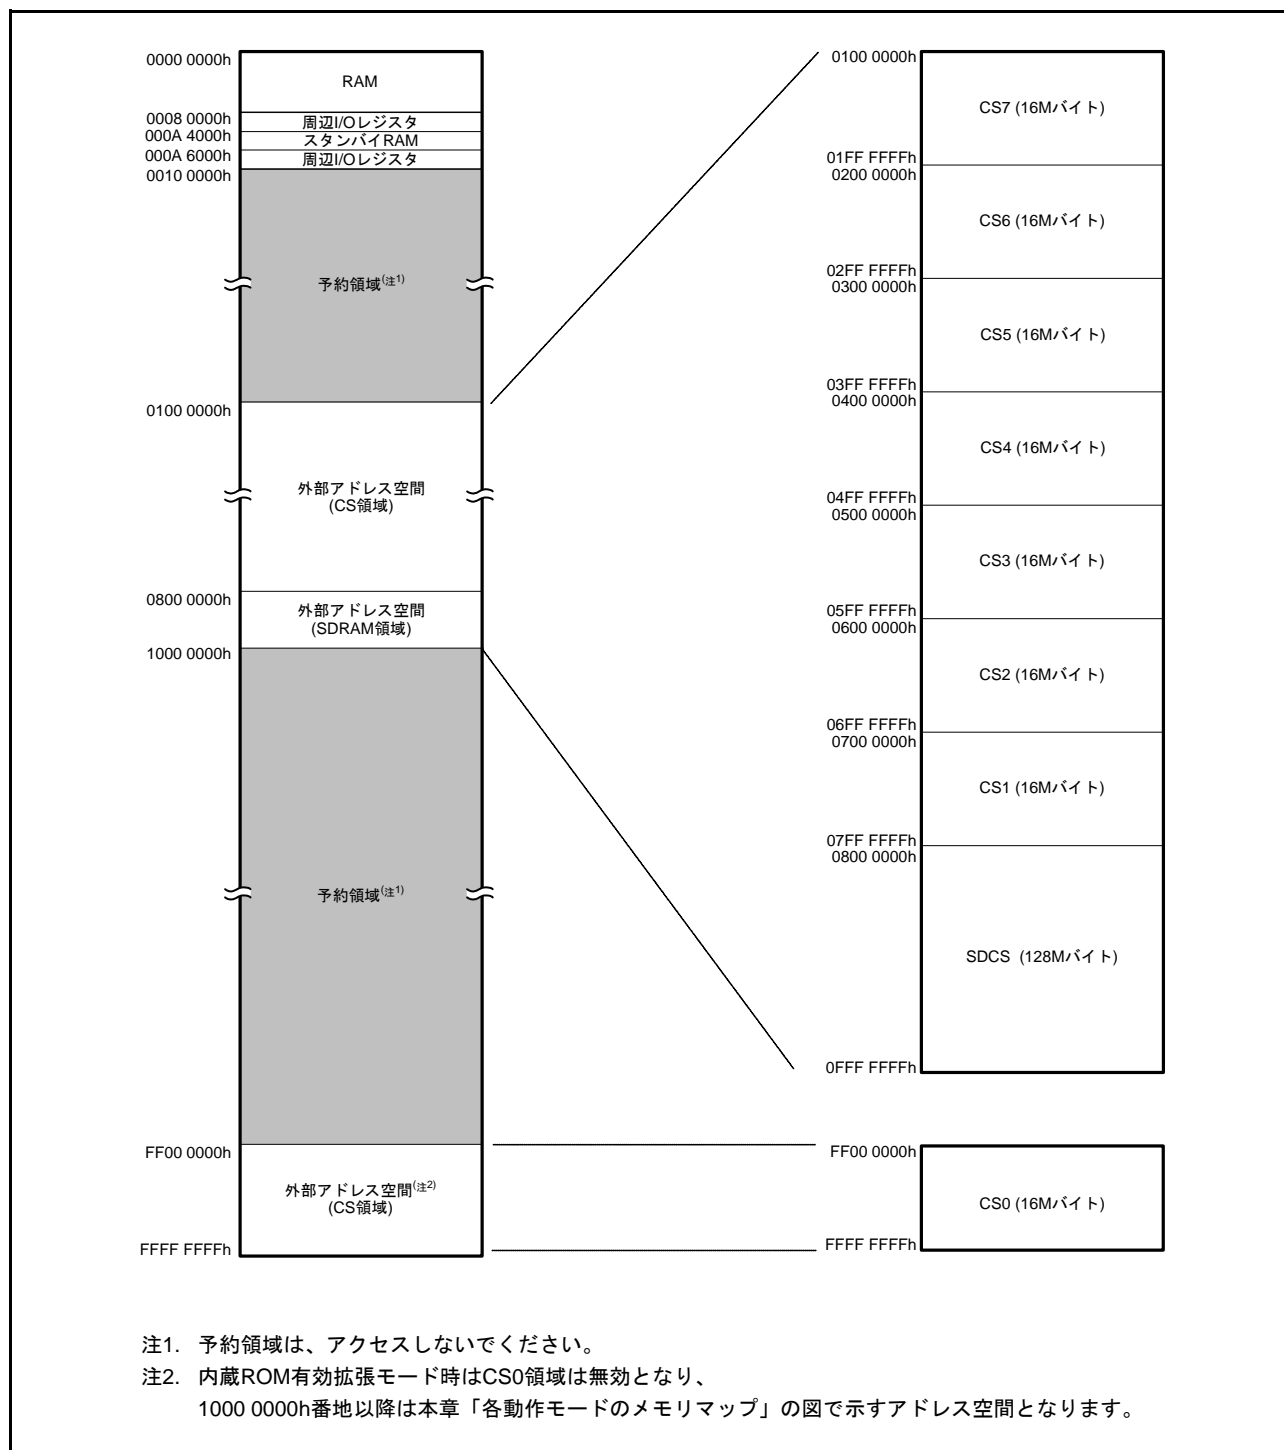 0000 0000h
RAM
0008 0000h
周辺I/Oレジスタ
000A 4000h
スタンバイRAM
000A 6000h
周辺I/Oレジスタ
0010 0000h
予約領域(注1)
0100 0000h
外部アドレス空間
(CS領域)
0800 0000h
外部アドレス空間
(SDRAM領域)
1000 0000h
予約領域(注1)
FF00 0000h
外部アドレス空間(注2)
(CS領域)
FFFF FFFFh
0100 0000h
CS7 (16Mバイト)
01FF FFFFh
0200 0000h
CS6 (16Mバイト)
02FF FFFFh
0300 0000h
CS5 (16Mバイト)
03FF FFFFh
0400 0000h
CS4 (16Mバイト)
04FF FFFFh
0500 0000h
CS3 (16Mバイト)
05FF FFFFh
0600 0000h
CS2 (16Mバイト)
06FF FFFFh
0700 0000h
CS1 (16Mバイト)
07FF FFFFh
0800 0000h
SDCS (128Mバイト)
0FFF FFFFh
FF00 0000h
CS0 (16Mバイト)
FFFF FFFFh
注1. 予約領域は、アクセスしないでください。
注2. 内蔵ROM有効拡張モード時はCS0領域は無効となり、
1000 0000h番地以降は本章「各動作モードのメモリマップ」の図で示すアドレス空間となります。